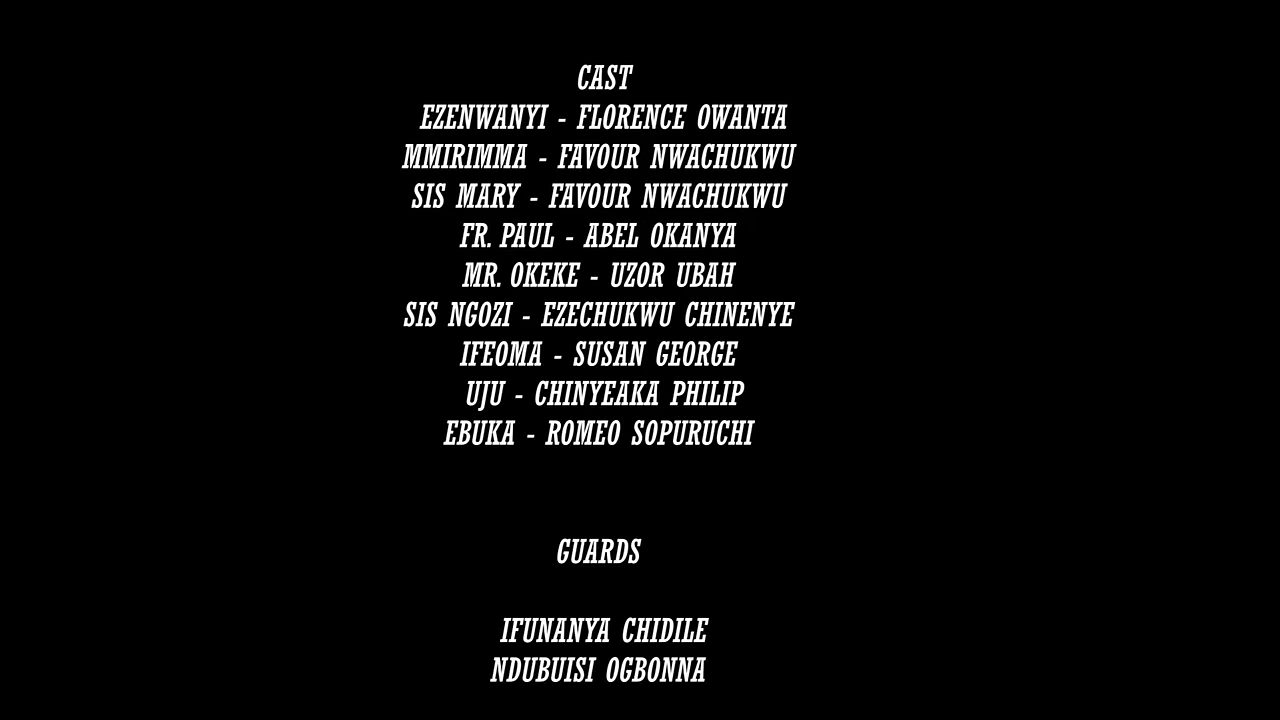 CAST
EZENWANYI - FLORENCE OWANTA
MMIRIMMA - FAVOUR NWACHUKWU
SIS MARY - FAVOUR NWACHUKWU
FR. PAUL - ABEL OKANYA
MR. OKEKE - UZOR UBAH
SIS NGOZI - EZECHUKWU CHINENYE
IFEOMA - SUSAN GEORGE
UJU - CHINYEAKA PHILIP
EBUKA - ROMEO SOPURUCHI
GUARDS
IFUNANYA CHIDILE
NDUBUISI OGBONNA